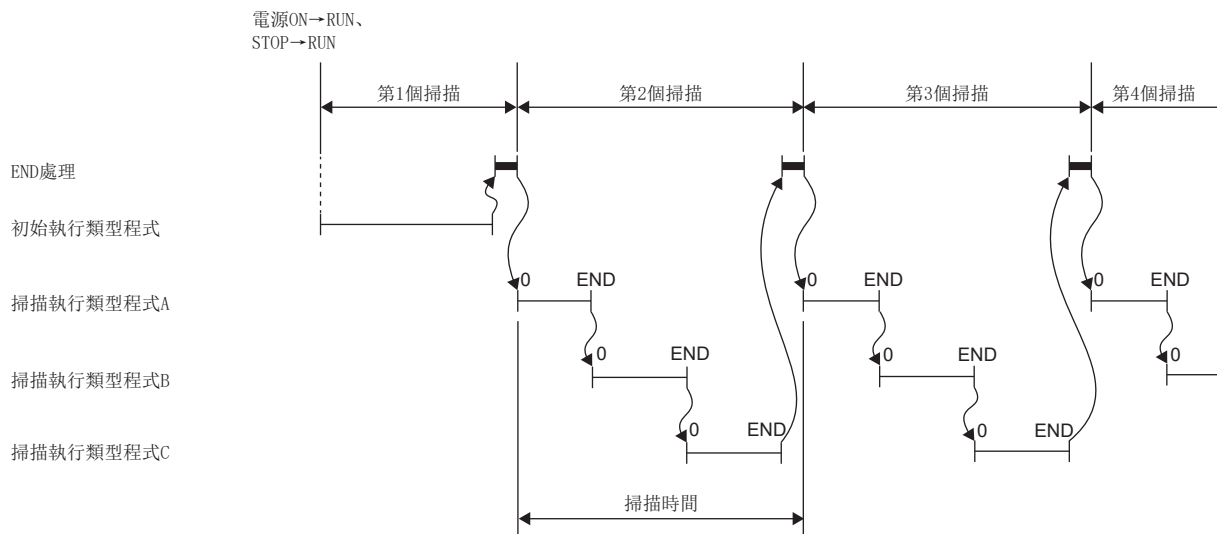 電源ON→RUN、
STOP→RUN
第1個掃描
第2個掃描
第3個掃描
第4個掃描
END處理
初始執行類型程式
0 END 0 END 0 END
掃描執行類型程式A
0 END 0 END 0
掃描執行類型程式B
0 END 0 END
掃描執行類型程式C
掃描時間